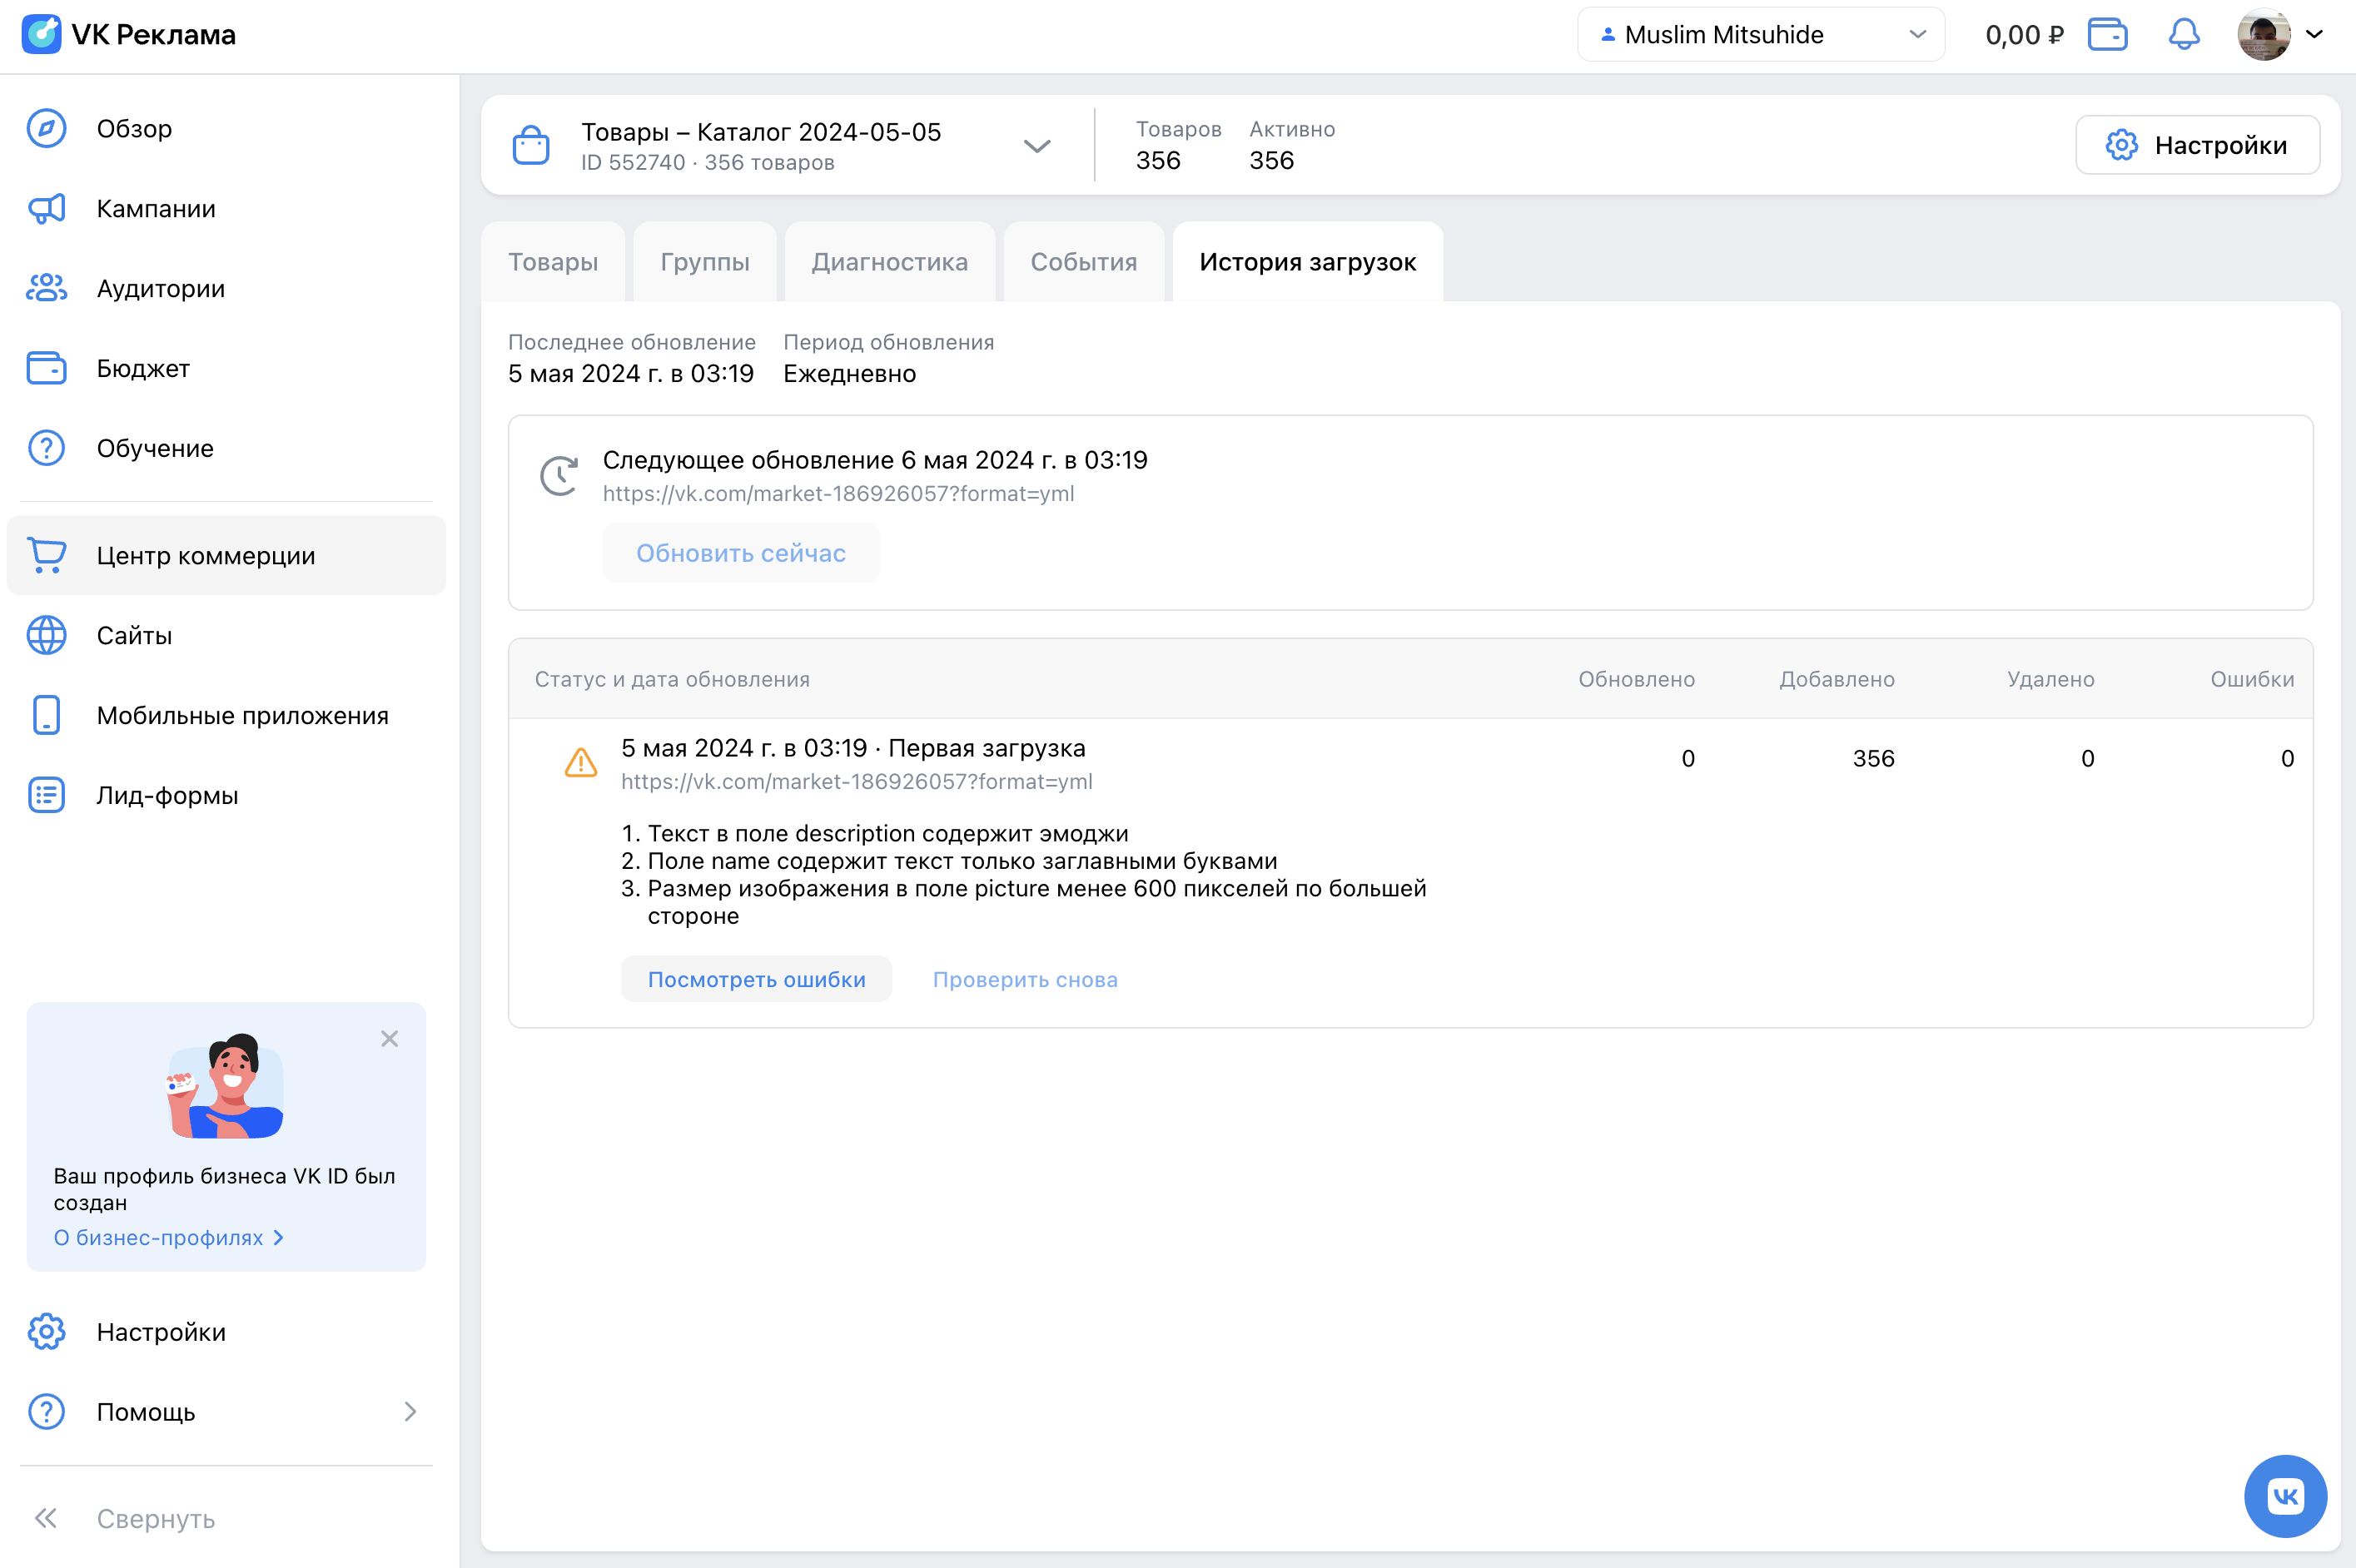 VK Реклама
Muslim Mitsuhide
0,00 ₽
Обзор
Кампании
Аудитории
Бюджет
Обучение
Центр коммерции
Сайты
Мобильные приложения
Лид-формы
Ваш профиль бизнеса VK ID был
создан
О бизнес-профилях
Настройки
Помощь
Свернуть
Товары – Каталог 2024-05-05
ID 552740 · 356 товаров
Товаров
356
Активно
356
Настройки
Товары
Группы
Диагностика
События
История загрузок
Последнее обновление
5 мая 2024 г. в 03:19
Период обновления
Ежедневно
Следующее обновление 6 мая 2024 г. в 03:19
https://vk.com/market-186926057?format=yml
Обновить сейчас
Статус и дата обновления
Обновлено
Добавлено
Удалено
Ошибки
5 мая 2024 г. в 03:19 · Первая загрузка
https://vk.com/market-186926057?format=yml
0
356
0
0
1. Текст в поле description содержит эмоджи
2. Поле name содержит текст только заглавными буквами
3. Размер изображения в поле picture менее 600 пикселей по большей
стороне
Посмотреть ошибки
Проверить снова